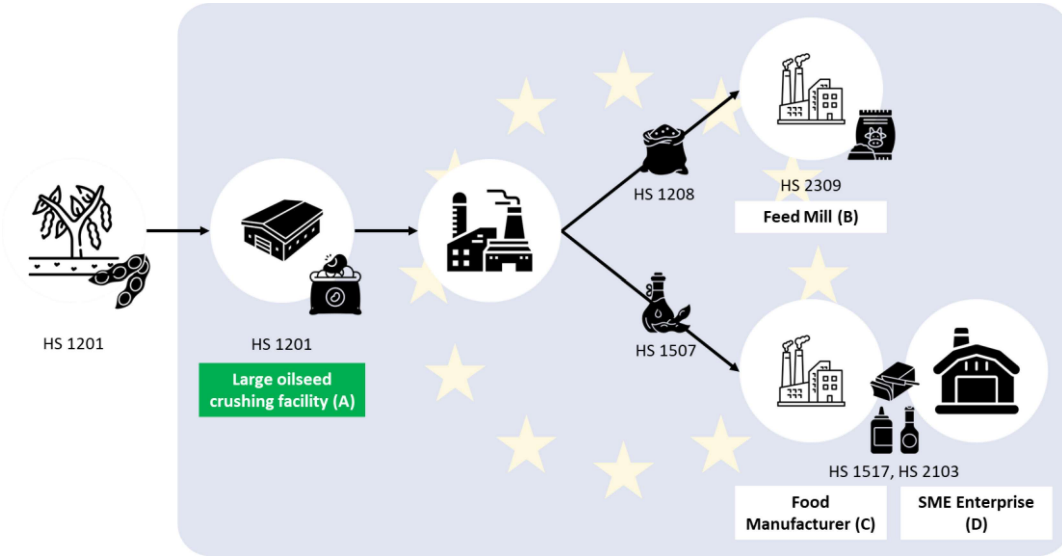 HS 1201
HS 1201
Large oilseed
crushing facility (A)
HS 1208
HS 2309
Feed Mill (B)
HS 1507
HS 1517, HS 2103
Food
Manufacturer (C)
SME Enterprise
(D)